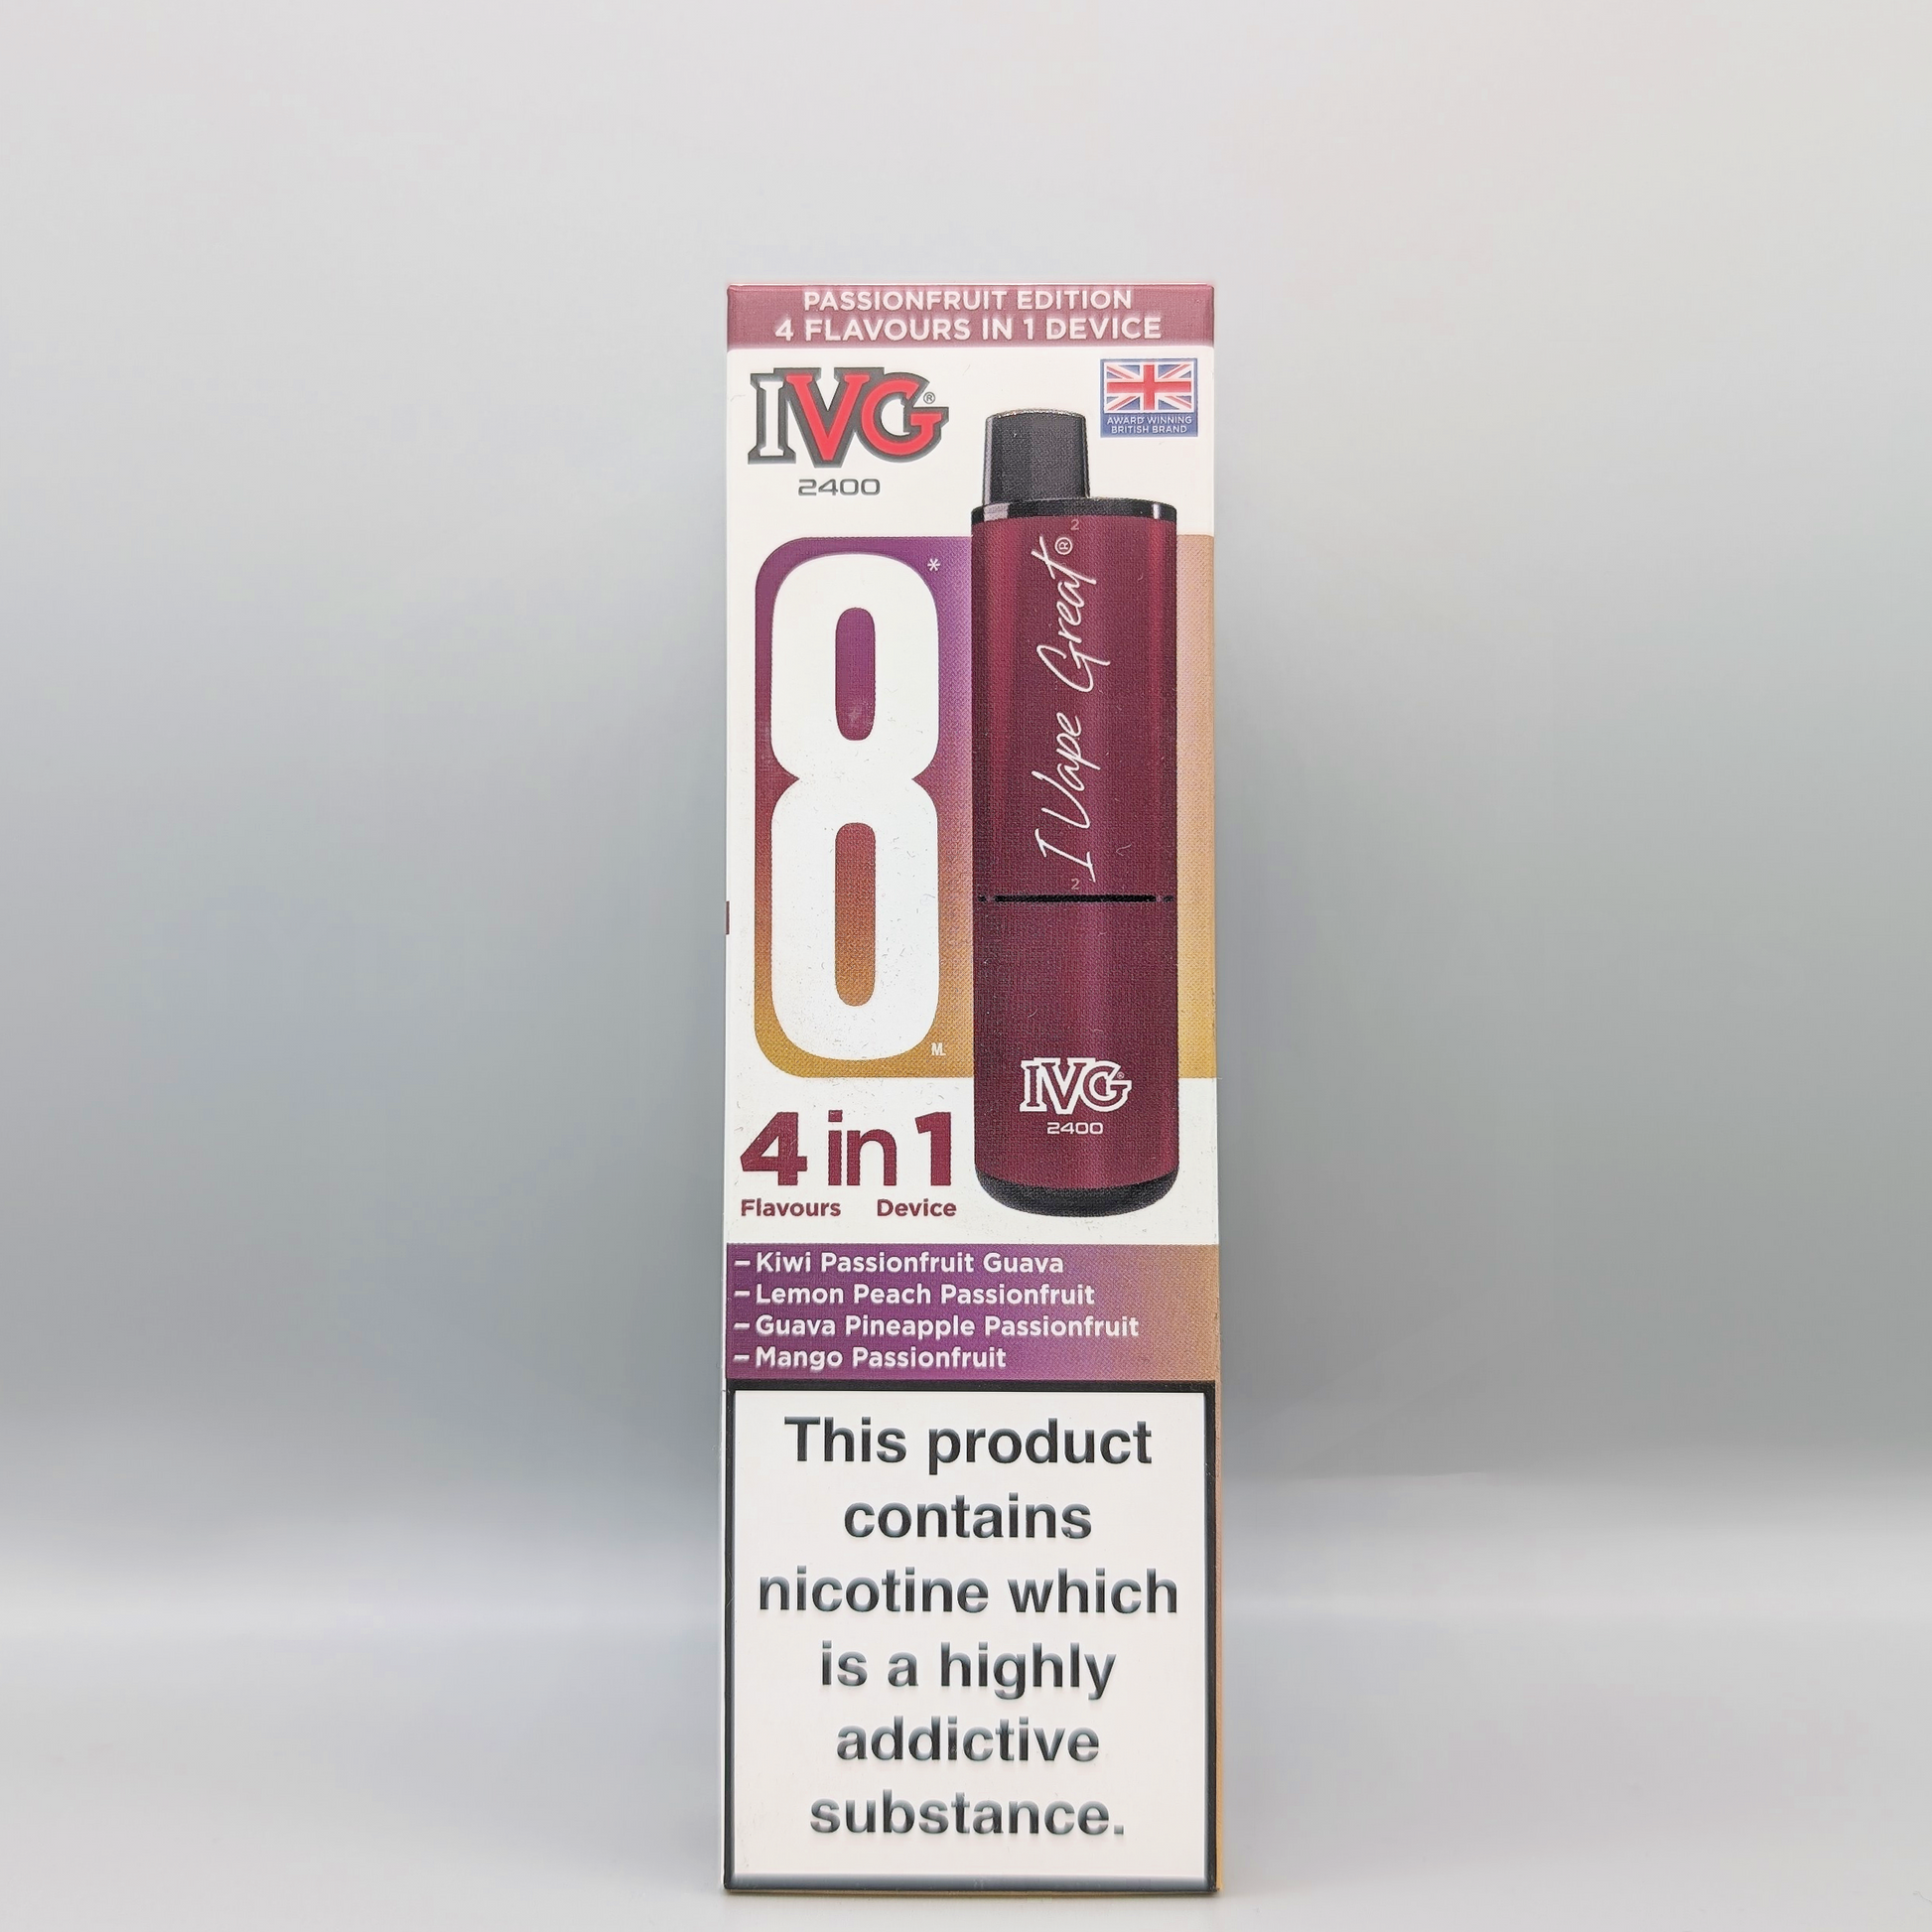 PASSIONFRUIT EDITION
4 FLAVOURS IN 1 DEVICE
IVG®
2400
AWARD WINNING
BRITISH BRAND
8*
ML
2
I Vape Great®
2
IVG®
2400
4 in 1
Flavours Device
– Kiwi Passionfruit Guava
– Lemon Peach Passionfruit
– Guava Pineapple Passionfruit
– Mango Passionfruit
This product
contains
nicotine which
is a highly
addictive
substance.